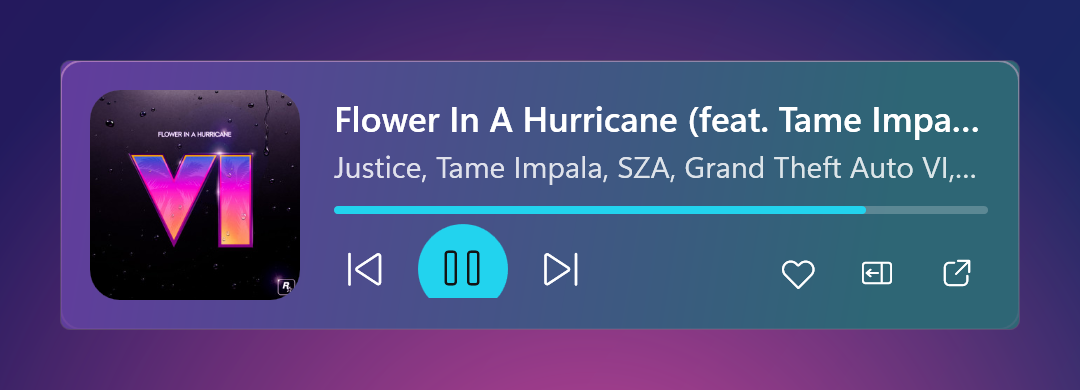 FLOWER IN A HURRICANE
VI
R
Flower In A Hurricane (feat. Tame Impa...
Justice, Tame Impala, SZA, Grand Theft Auto VI,...